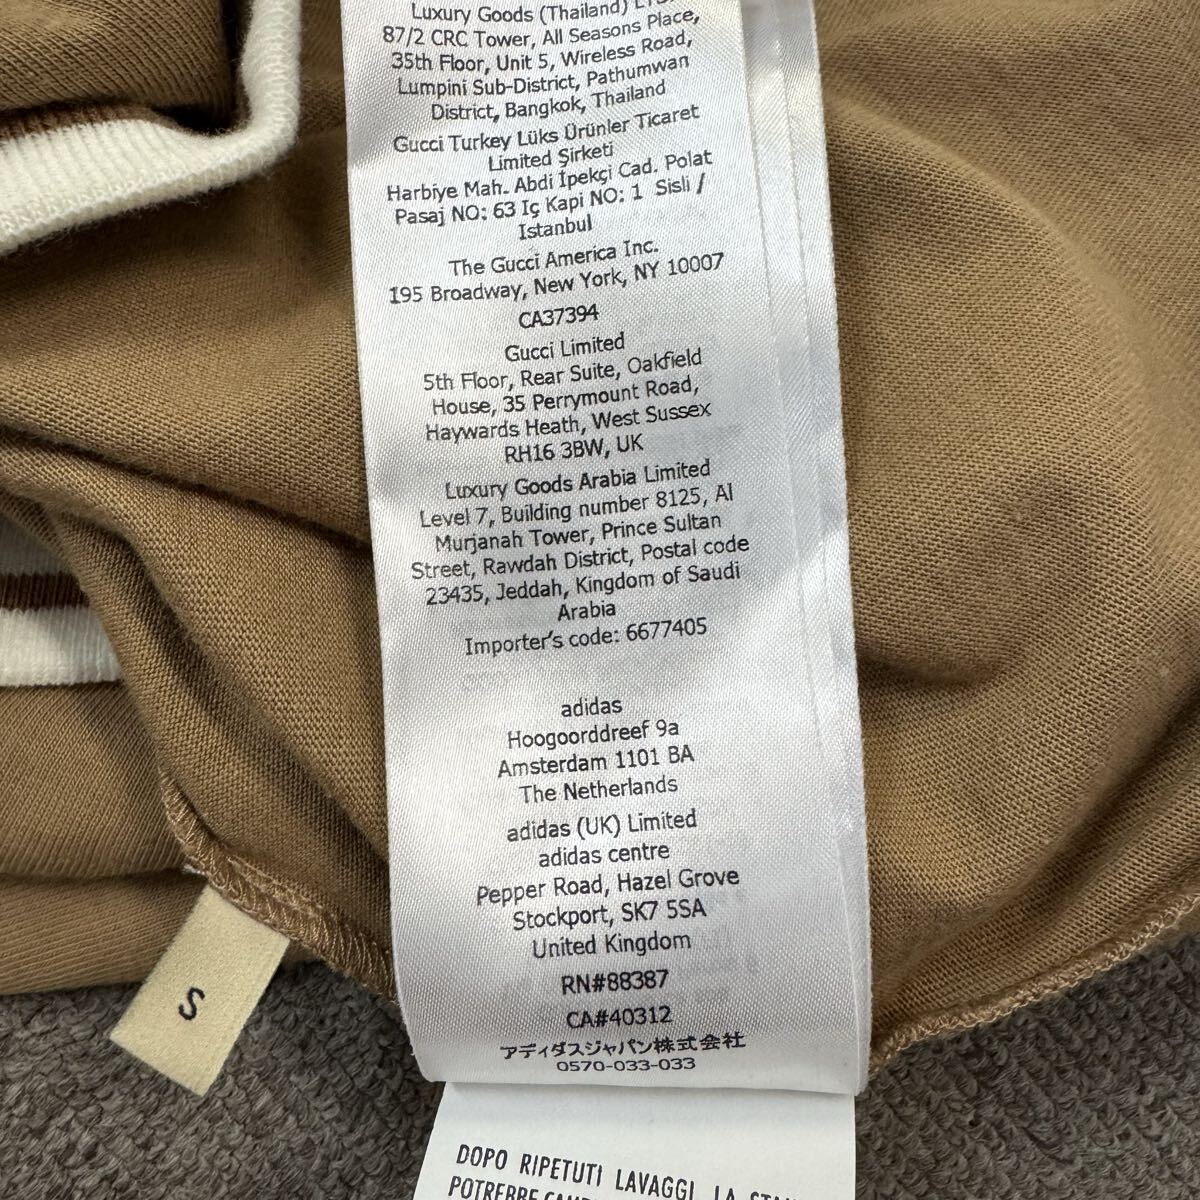 Luxury Goods (Thailand) LTD.
87/2 CRC Tower, All Seasons Place,
35th Floor, Unit 5, Wireless Road,
Lumpini Sub-District, Pathumwan
District, Bangkok, Thailand
Gucci Turkey Lüks Ürünler Ticaret
Limited Şirketi
Harbiye Mah. Abdi İpekçi Cad. Polat
Pasaj NO: 63 Iç Kapi NO: 1 Sisli /
Istanbul
The Gucci America Inc.
195 Broadway, New York, NY 10007
CA37394
Gucci Limited
5th Floor, Rear Suite, Oakfield
House, 35 Perrymount Road,
Haywards Heath, West Sussex
RH16 3BW, UK
Luxury Goods Arabia Limited
Level 7, Building number 8125, Al
Murjanah Tower, Prince Sultan
Street, Rawdah District, Postal code
23435, Jeddah, Kingdom of Saudi
Arabia
Importer's code: 6677405
adidas
Hoogoorddreef 9a
Amsterdam 1101 BA
The Netherlands
adidas (UK) Limited
adidas centre
Pepper Road, Hazel Grove
Stockport, SK7 5SA
United Kingdom
RN#88387
CA#40312
アディダスジャパン株式会社
0570-033-033
S
DOPO RIPETUTI LAVAGGI, LA